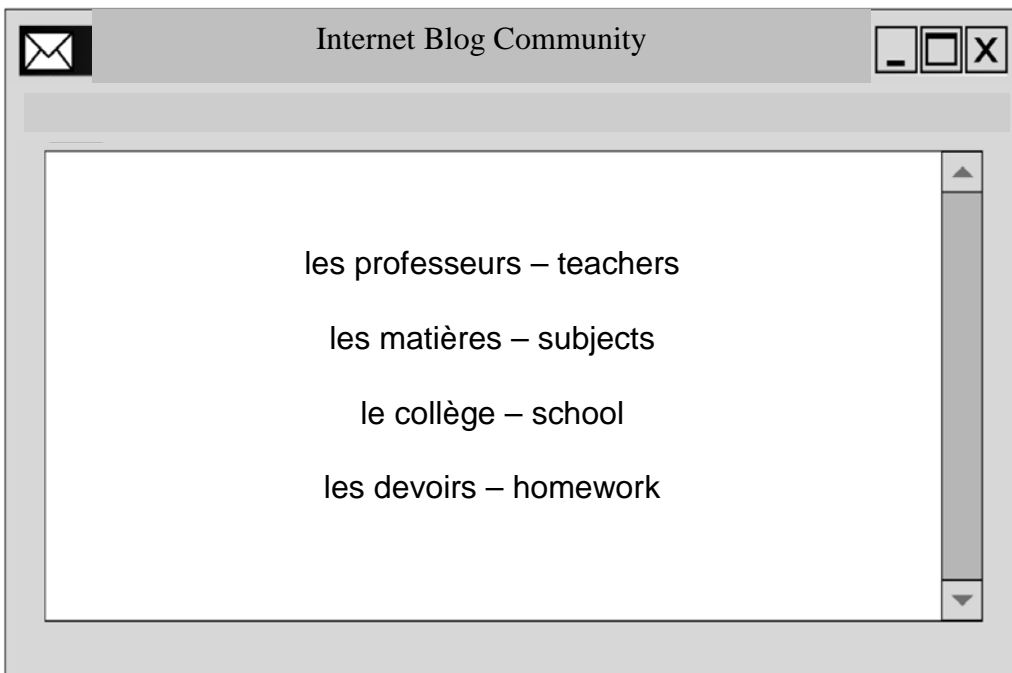 Internet Blog Community
X
les professeurs – teachers
les matières – subjects
le collège – school
les devoirs – homework